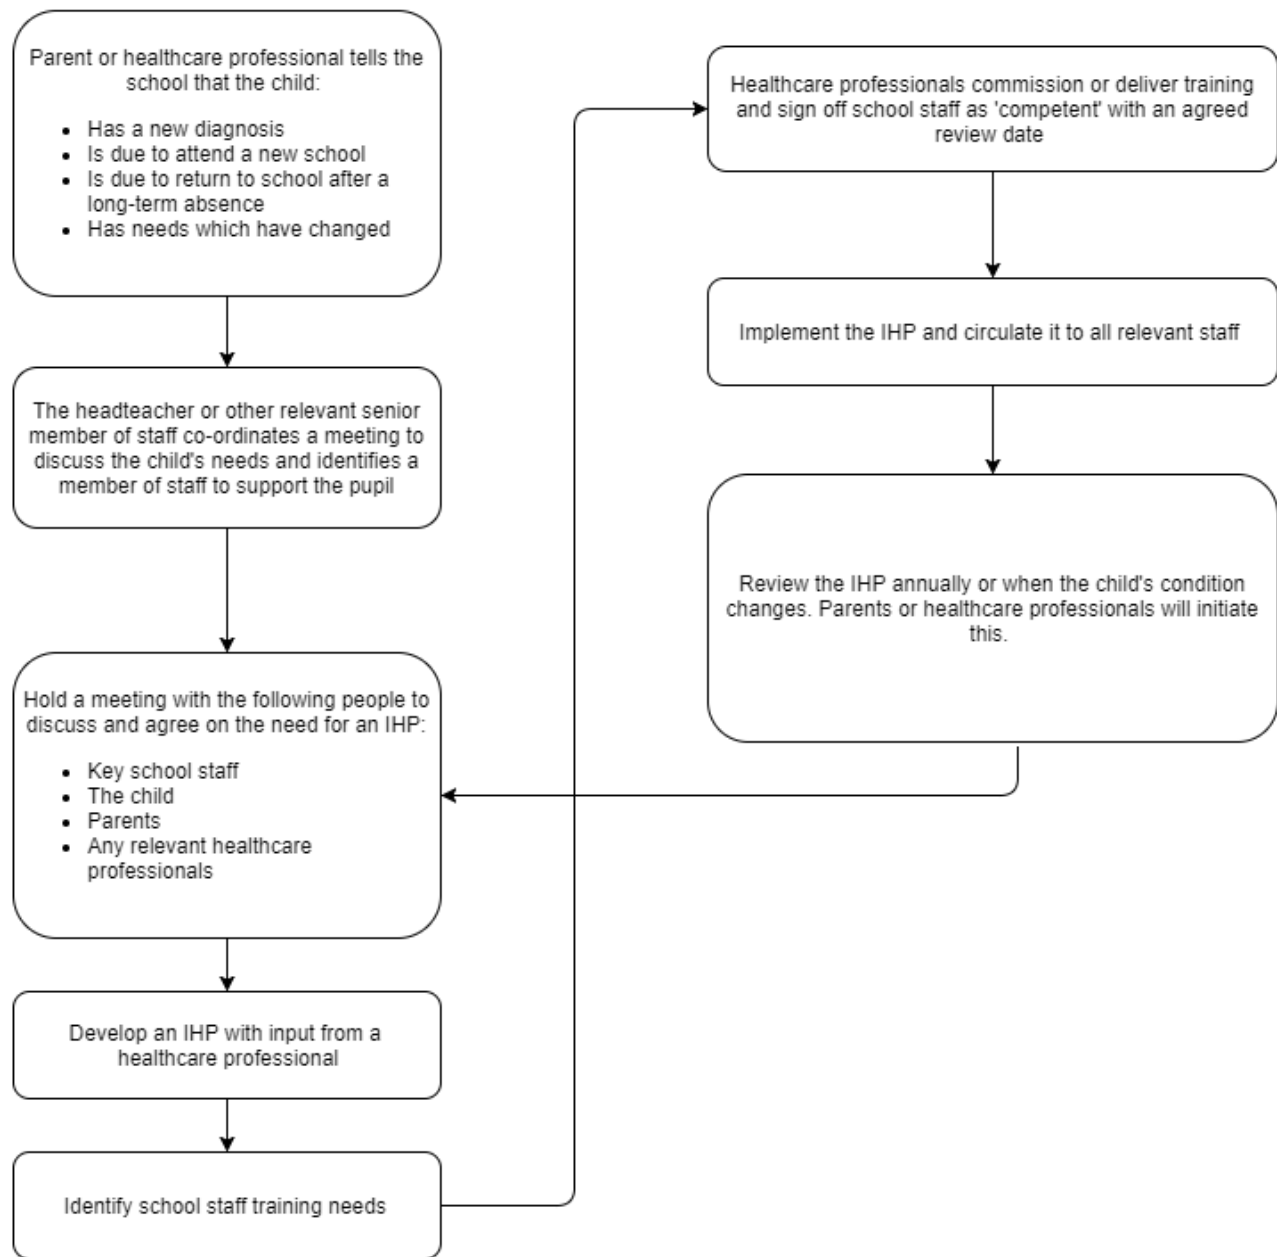 Parent or healthcare professional tells the
school that the child:
• Has a new diagnosis
• Is due to attend a new school
• Is due to return to school after a
long-term absence
• Has needs which have changed
The headteacher or other relevant senior
member of staff co-ordinates a meeting to
discuss the child's needs and identifies a
member of staff to support the pupil
Hold a meeting with the following people to
discuss and agree on the need for an IHP:
• Key school staff
• The child
• Parents
• Any relevant healthcare
professionals
Develop an IHP with input from a
healthcare professional
Identify school staff training needs
Healthcare professionals commission or deliver training
and sign off school staff as 'competent' with an agreed
review date
Implement the IHP and circulate it to all relevant staff
Review the IHP annually or when the child's condition
changes. Parents or healthcare professionals will initiate
this.